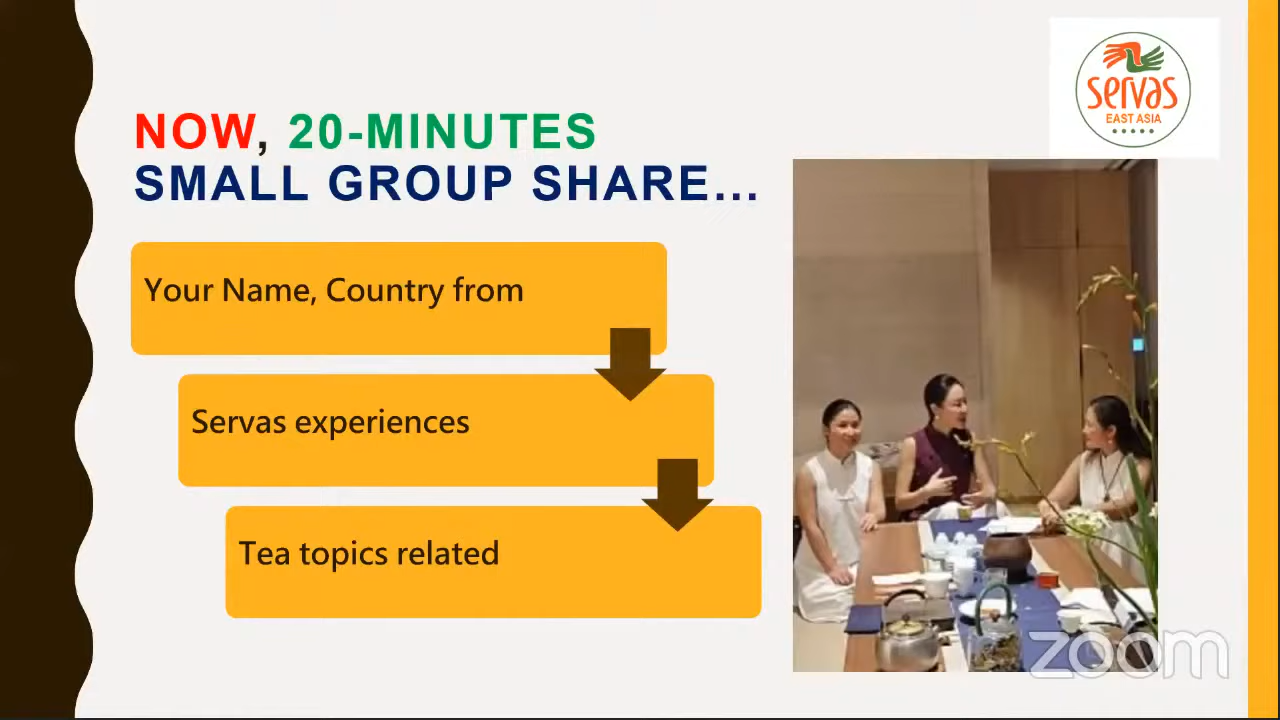 NOW, 20-MINUTES
SMALL GROUP SHARE...
Your Name, Country from
Servas experiences
Tea topics related
servas
EAST ASIA
zoom